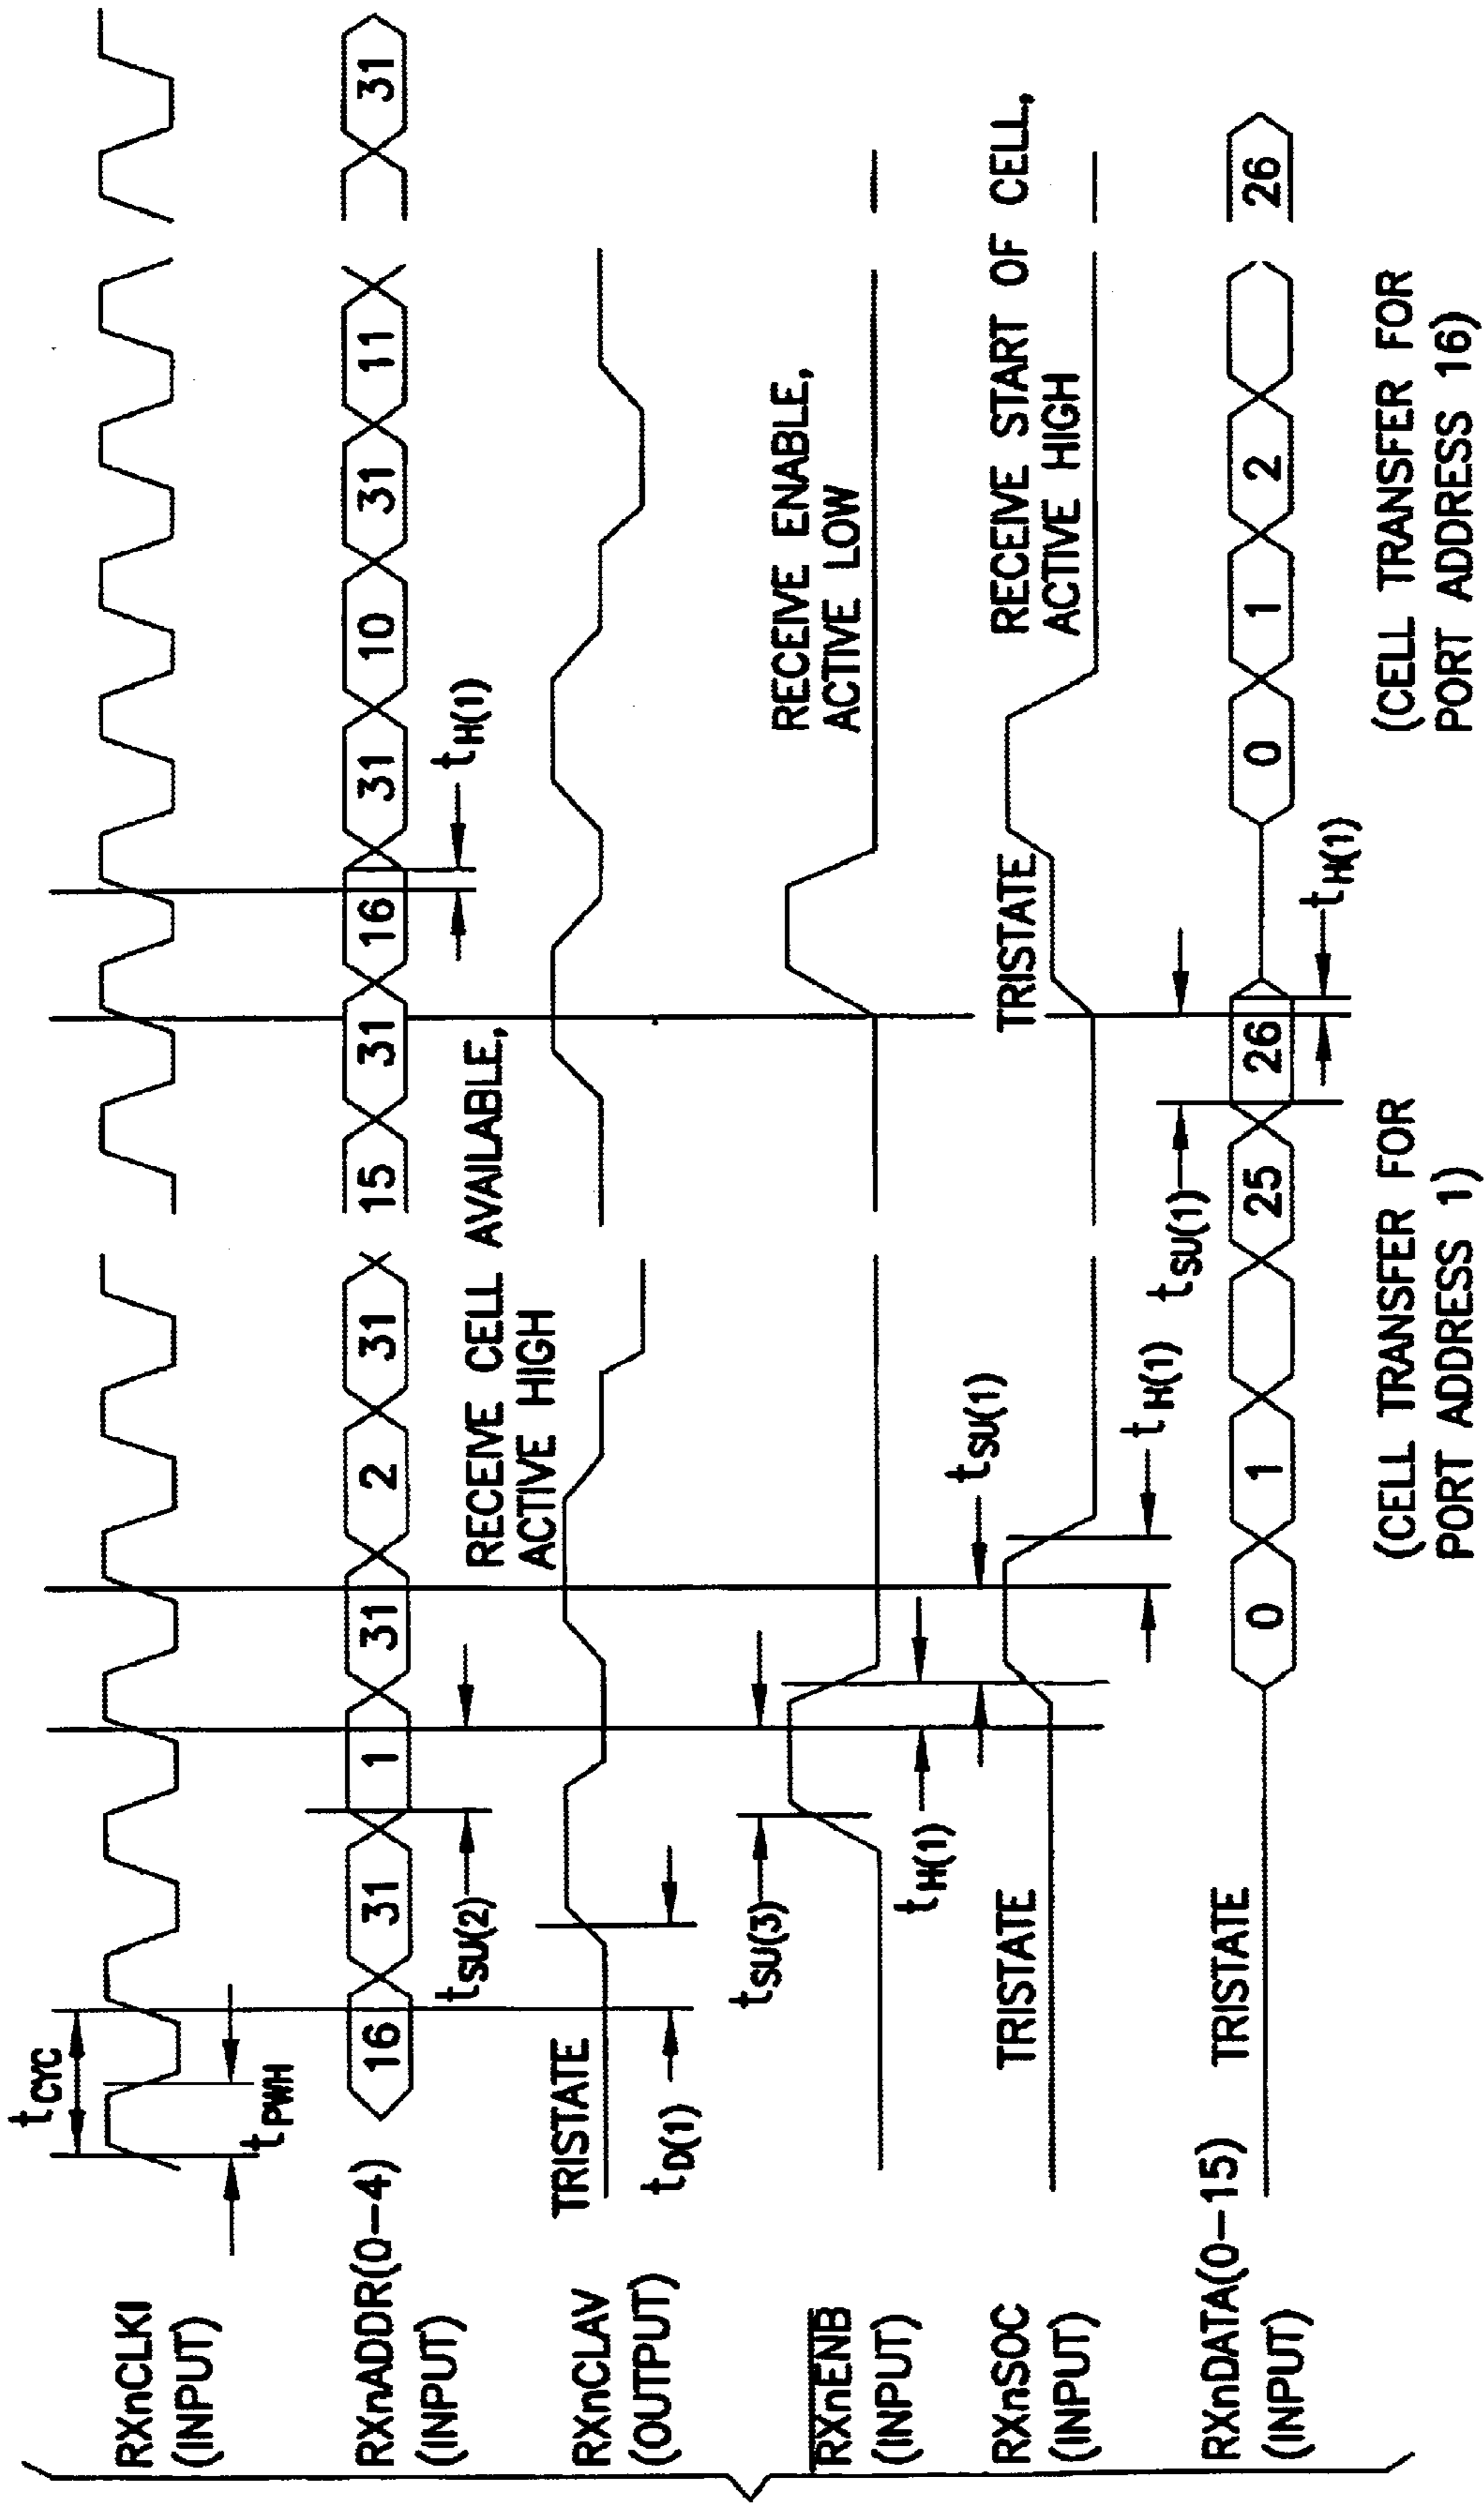 RXnCLKI
(INPUT)
tCYC
tPWH
RXnADDR(0-4)
(INPUT)
16 31 1 31 2 31 15 31 16 31 10 31 11 31
tSU(2)
tH(1)
RECEIVE CELL AVAILABLE,
ACTIVE HIGH
RXnCLAV
(OUTPUT)
TRISTATE
tD(1)
RXnENB
(INPUT)
tSU(3)
tH(1)
RECEIVE ENABLE,
ACTIVE LOW
RXnSOC
(INPUT)
TRISTATE
tSU(1)
TRISTATE
RECEIVE START OF CELL,
ACTIVE HIGH
tH(1)
tSU(1)
RXnDATA(0-15)
(INPUT)
TRISTATE
0 1 25 26 0 1 2 26
tH(1)
(CELL TRANSFER FOR
PORT ADDRESS 1)
(CELL TRANSFER FOR
PORT ADDRESS 16)